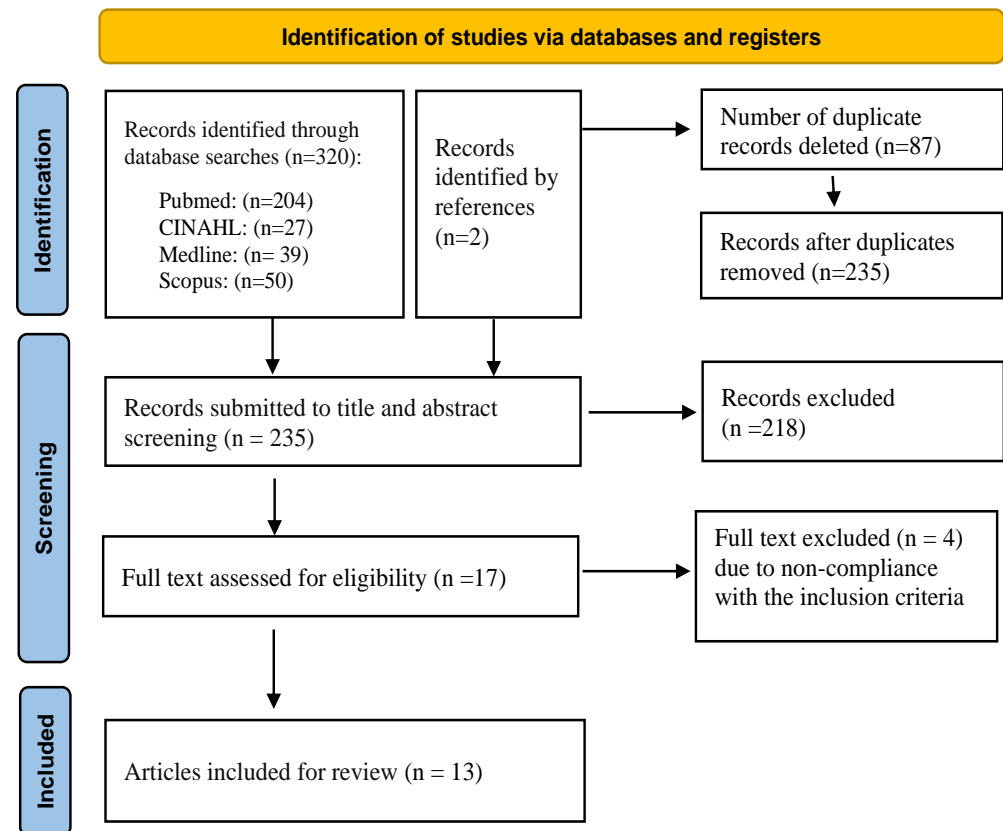 Identification of studies via databases and registers
Identification
Records identified through
database searches (n=320):
Pubmed: (n=204)
CINAHL: (n=27)
Medline: (n= 39)
Scopus: (n=50)
Records
identified by
references
(n=2)
Number of duplicate
records deleted (n=87)
Records after duplicates
removed (n=235)
Screening
Records submitted to title and abstract
screening (n = 235)
Records excluded
(n =218)
Full text assessed for eligibility (n =17)
Full text excluded (n = 4)
due to non-compliance
with the inclusion criteria
Included
Articles included for review (n = 13)